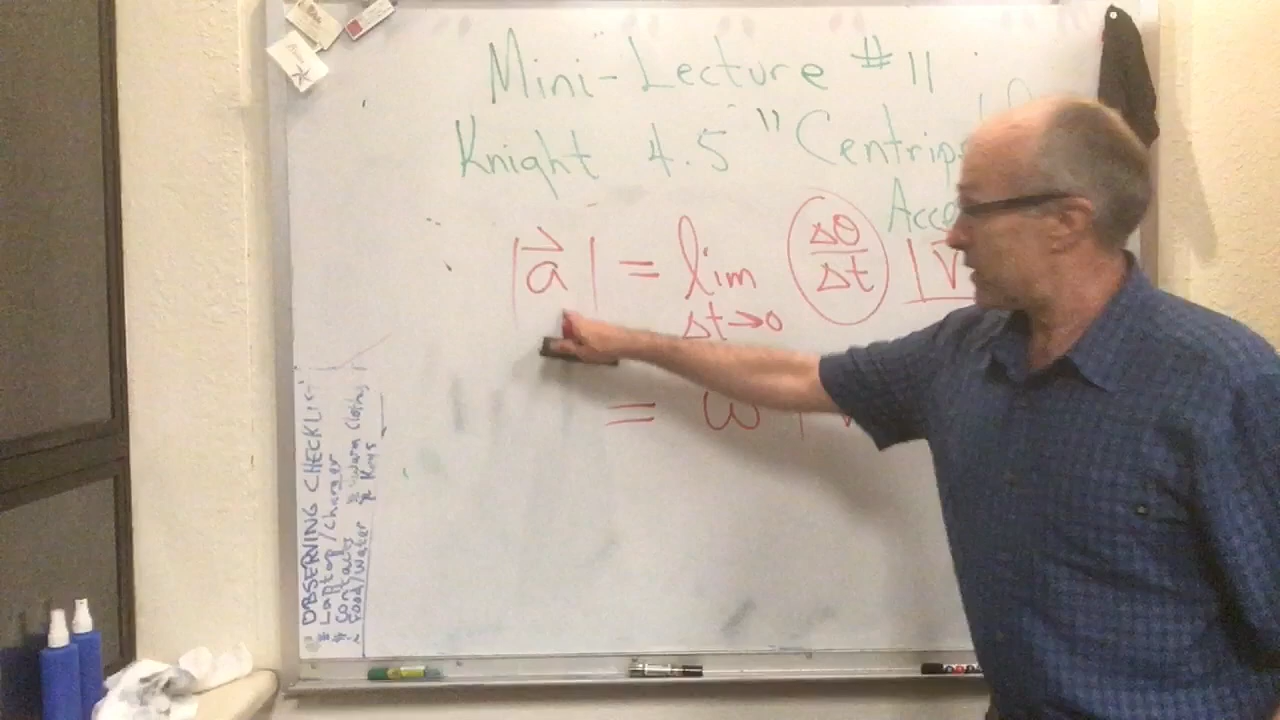 Mini-Lecture #11
Knight 4.5 "Centrip
Acce
|a⃗| = lim Δθ/Δt |v
Δt→0
= ω | v
OBSERVING CHECKLIST
* Laptop/Charger
* Contacts * Warm Clothes
* Food/Water * Keys